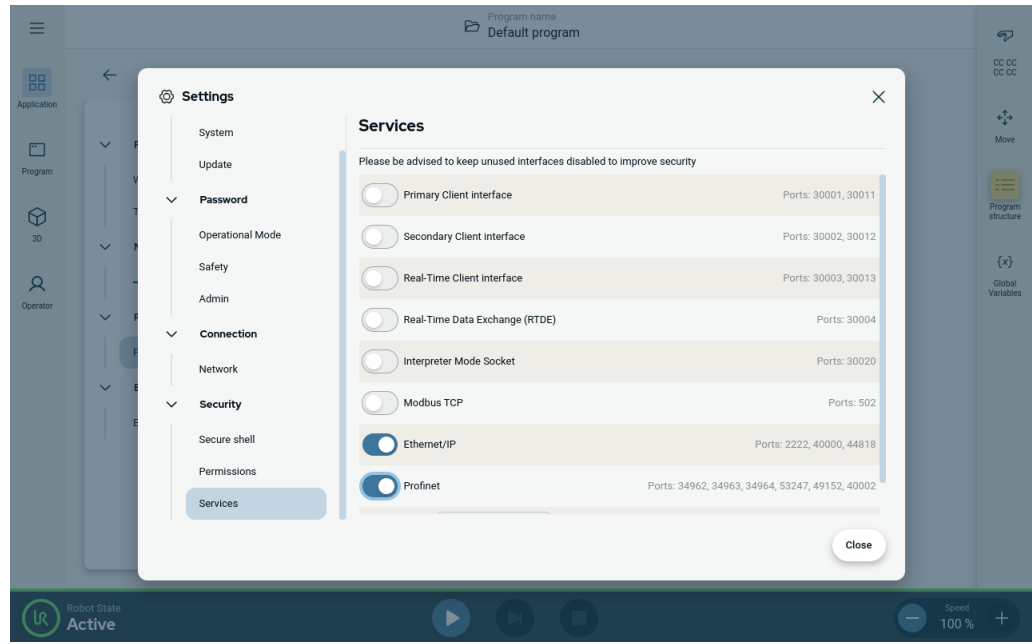 Program name
Default program
Application
Program
3D
Operator
Settings
System
Update
Password
Operational Mode
Safety
Admin
Connection
Network
Security
Secure shell
Permissions
Services
Services
Please be advised to keep unused interfaces disabled to improve security
Primary Client interface Ports: 30001, 30011
Secondary Client interface Ports: 30002, 30012
Real-Time Client interface Ports: 30003, 30013
Real-Time Data Exchange (RTDE) Ports: 30004
Interpreter Mode Socket Ports: 30020
Modbus TCP Ports: 502
Ethernet/IP Ports: 2222, 40000, 44818
Profinet Ports: 34962, 34963, 34964, 53247, 49152, 40002
Close
CC CC
CC CC
Move
Program
structure
{x}
Global
Variables
UR
Robot State
Active
Speed
100 %